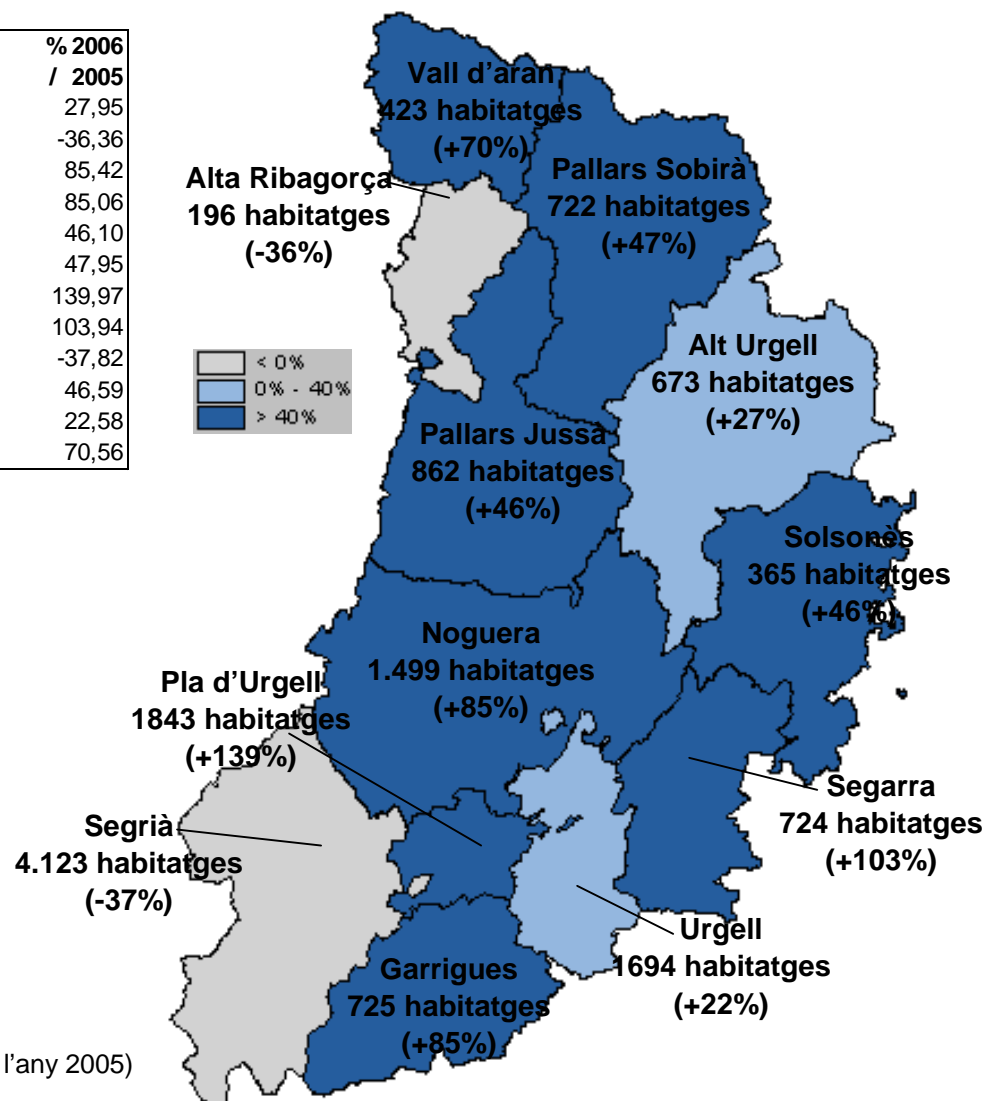 % 2006
/ 2005
27,95
-36,36
85,42
85,06
46,10
47,95
139,97
103,94
-37,82
46,59
22,58
70,56
Vall d'aran
423 habitatges
(+70%)
Alta Ribagorça
196 habitatges
(-36%)
Pallars Sobirà
722 habitatges
(+47%)
< 0%
0% - 40%
> 40%
Alt Urgell
673 habitatges
(+27%)
Pallars Jussà
862 habitatges
(+46%)
Solsonès
365 habitatges
(+46%)
Noguera
1.499 habitatges
(+85%)
Pla d'Urgell
1843 habitatges
(+139%)
Segarra
724 habitatges
(+103%)
Segrià
4.123 habitatges
(-37%)
Urgell
1694 habitatges
(+22%)
Garrigues
725 habitatges
(+85%)
l'any 2005)